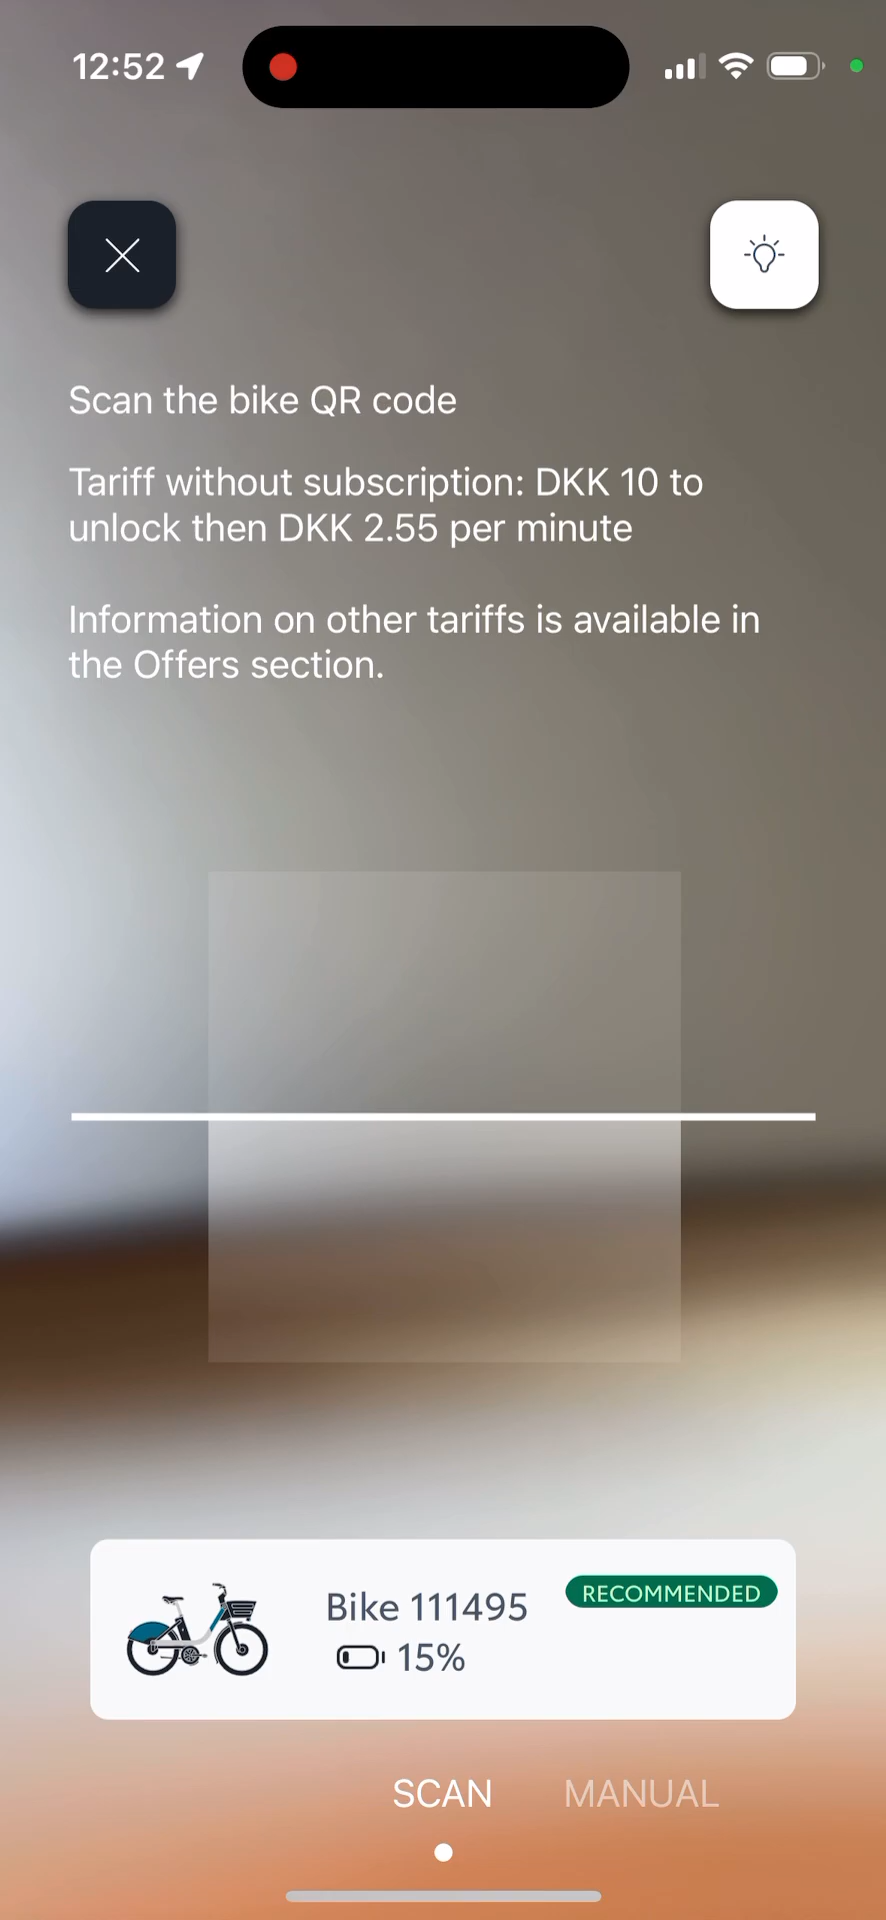 12:52
Scan the bike QR code
Tariff without subscription: DKK 10 to
unlock then DKK 2.55 per minute
Information on other tariffs is available in
the Offers section.
RECOMMENDED
Bike 111495
15%
SCAN MANUAL